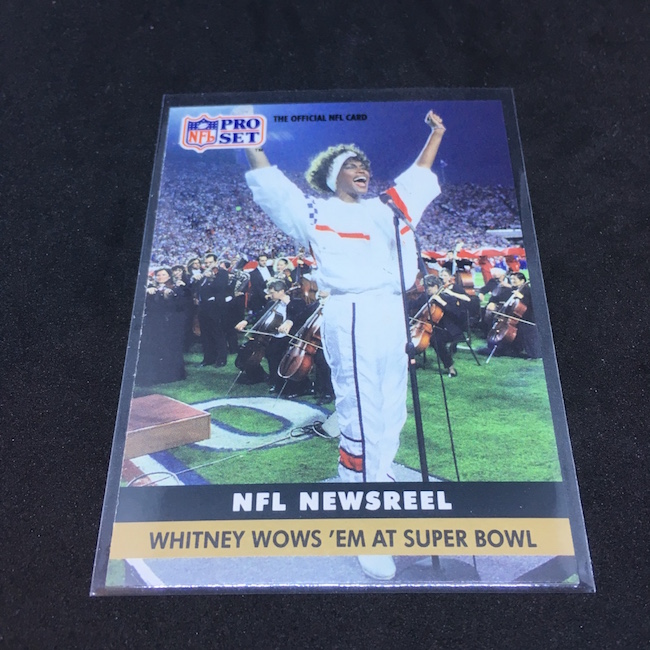 NFL
PRO
SET
THE OFFICIAL NFL CARD
NFL NEWSREEL
WHITNEY WOWS 'EM AT SUPER BOWL